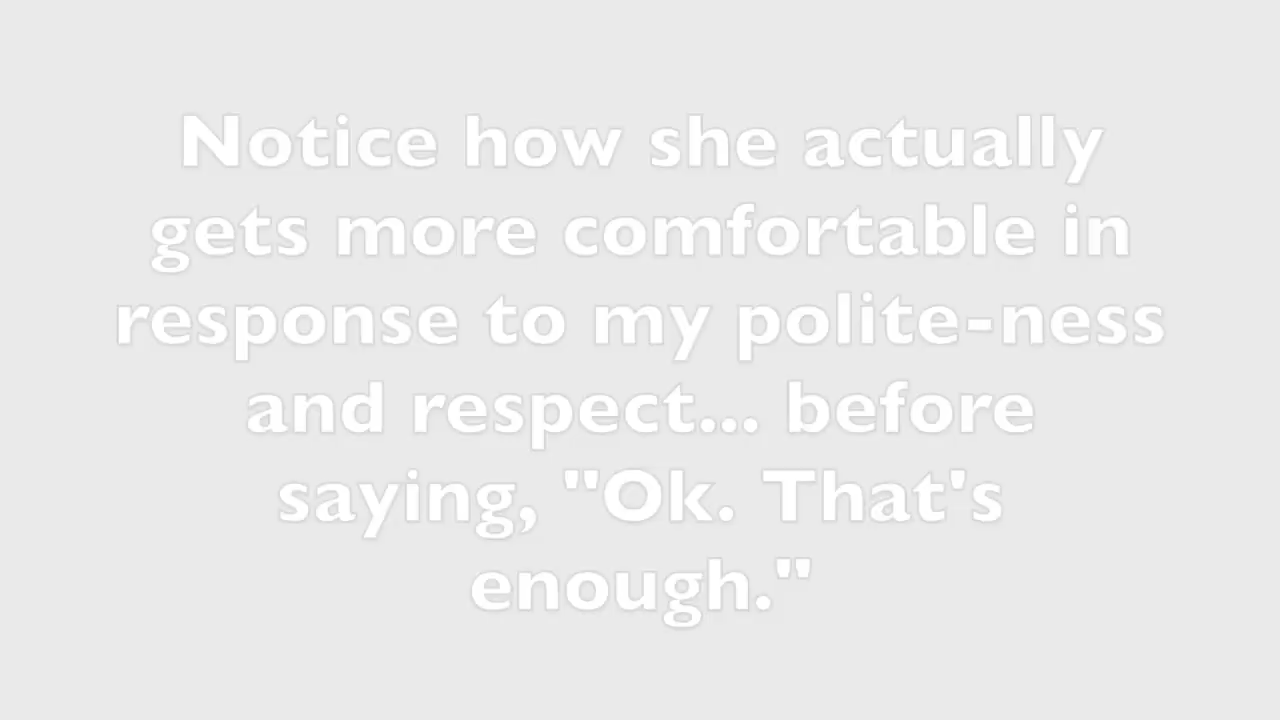 Notice how she actually
gets more comfortable in
response to my polite-ness
and respect... before
saying, "Ok. That's
enough."